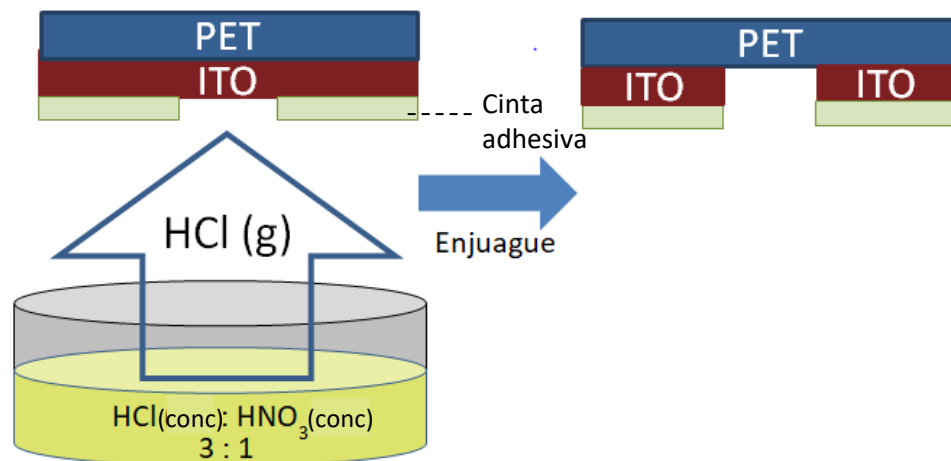 PET
ITO
Cinta
adhesiva
HCl (g)
HCl(conc): HNO₃(conc)
3 : 1
Enjuague
PET
ITO ITO